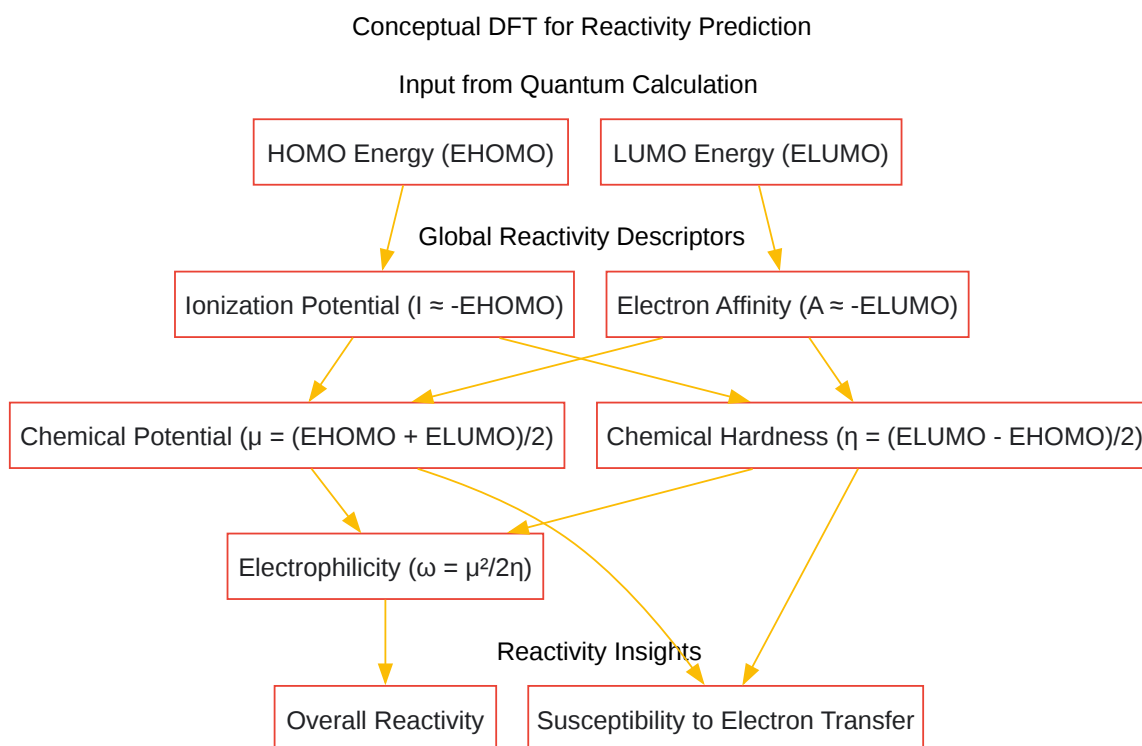 Conceptual DFT for Reactivity Prediction
Input from Quantum Calculation
HOMO Energy (EHOMO)
LUMO Energy (ELUMO)
Global Reactivity Descriptors
Ionization Potential (I ≈ -EHOMO)
Electron Affinity (A ≈ -ELUMO)
Chemical Potential (μ = (EHOMO + ELUMO)/2)
Chemical Hardness (η = (ELUMO - EHOMO)/2)
Electrophilicity (ω = μ²/2η)
Reactivity Insights
Overall Reactivity
Susceptibility to Electron Transfer